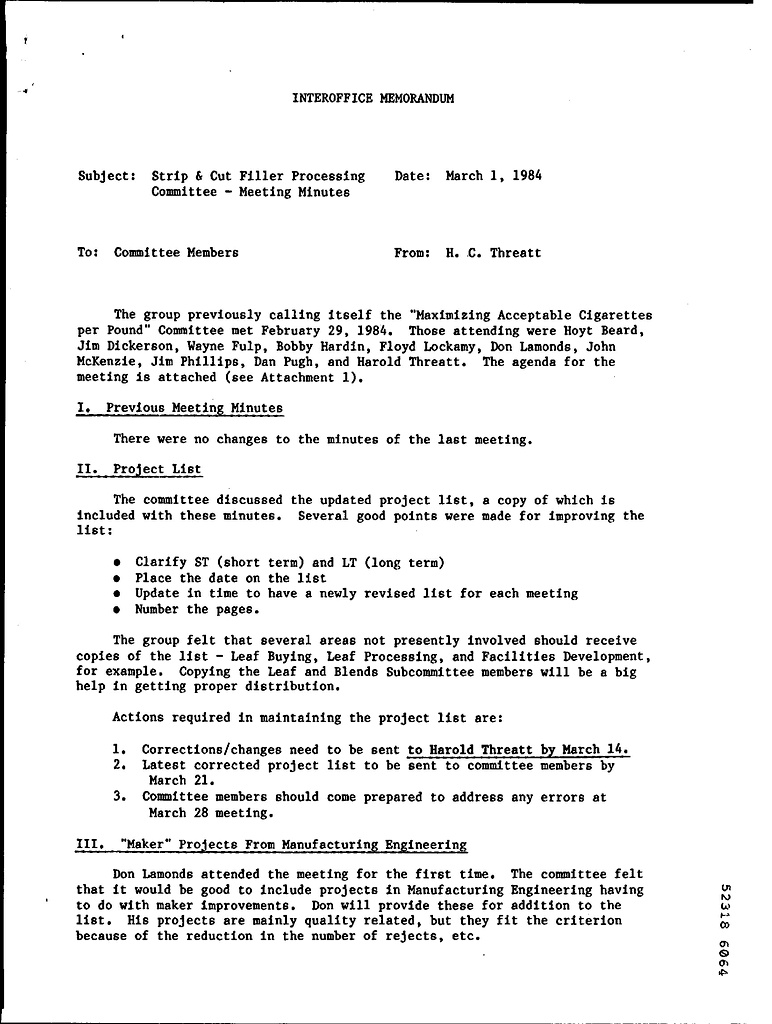 INTEROFFICE MEMORANDUM
Subject: Strip & Cut Filler Processing Date: March 1, 1984
Committee - Meeting Minutes
To: Committee Members From: H. C. Threatt
The group previously calling itself the "Maximizing Acceptable Cigarettes
per Pound" Committee met February 29, 1984. Those attending were Hoyt Beard,
Jim Dickerson, Wayne Fulp, Bobby Hardin, Floyd Lockamy, Don Lamonds, John
McKenzie, Jim Phillips, Dan Pugh, and Harold Threatt. The agenda for the
meeting is attached (see Attachment 1).
I. Previous Meeting Minutes
There were no changes to the minutes of the last meeting.
II. Project List
The committee discussed the updated project list, a copy of which is
included with these minutes. Several good points were made for improving the
list:
● Clarify ST (short term) and LT (long term)
● Place the date on the list
● Update in time to have a newly revised list for each meeting
● Number the pages.
The group felt that several areas not presently involved should receive
copies of the list - Leaf Buying, Leaf Processing, and Facilities Development,
for example. Copying the Leaf and Blends Subcommittee members will be a big
help in getting proper distribution.
Actions required in maintaining the project list are:
1. Corrections/changes need to be sent to Harold Threatt by March 14.
2. Latest corrected project list to be sent to committee members by
March 21.
3. Committee members should come prepared to address any errors at
March 28 meeting.
III. "Maker" Projects From Manufacturing Engineering
Don Lamonds attended the meeting for the first time. The committee felt
that it would be good to include projects in Manufacturing Engineering having
to do with maker improvements. Don will provide these for addition to the
list. His projects are mainly quality related, but they fit the criterion
because of the reduction in the number of rejects, etc.
52318 6064